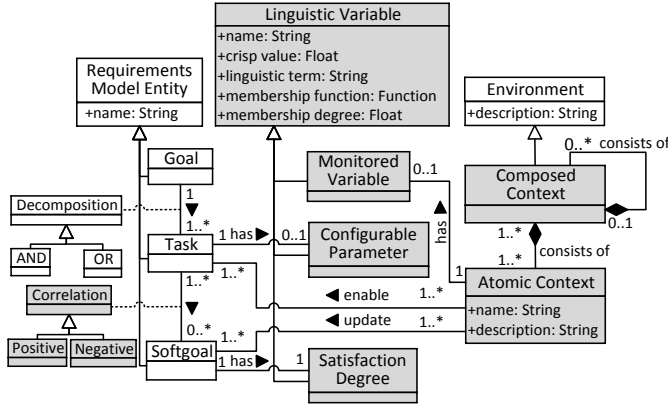 Linguistic Variable
+name: String
+crisp value: Float
+linguistic term: String
+membership function: Function
+membership degree: Float
Requirements
Model Entity
+name: String
Environment
+description: String
0..* consists of
Goal
Monitored
Variable
0..1
Composed
Context
0..1
1
Decomposition
1..*
has
AND
OR
Task
1 has
0..1
Configurable
Parameter
1..*
consists of
1..*
1..*
1..*
1
Atomic Context
+name: String
+description: String
enable
1..*
Correlation
update
1..*
Positive
Negative
0..*
1..*
Softgoal
1 has
1
Satisfaction
Degree